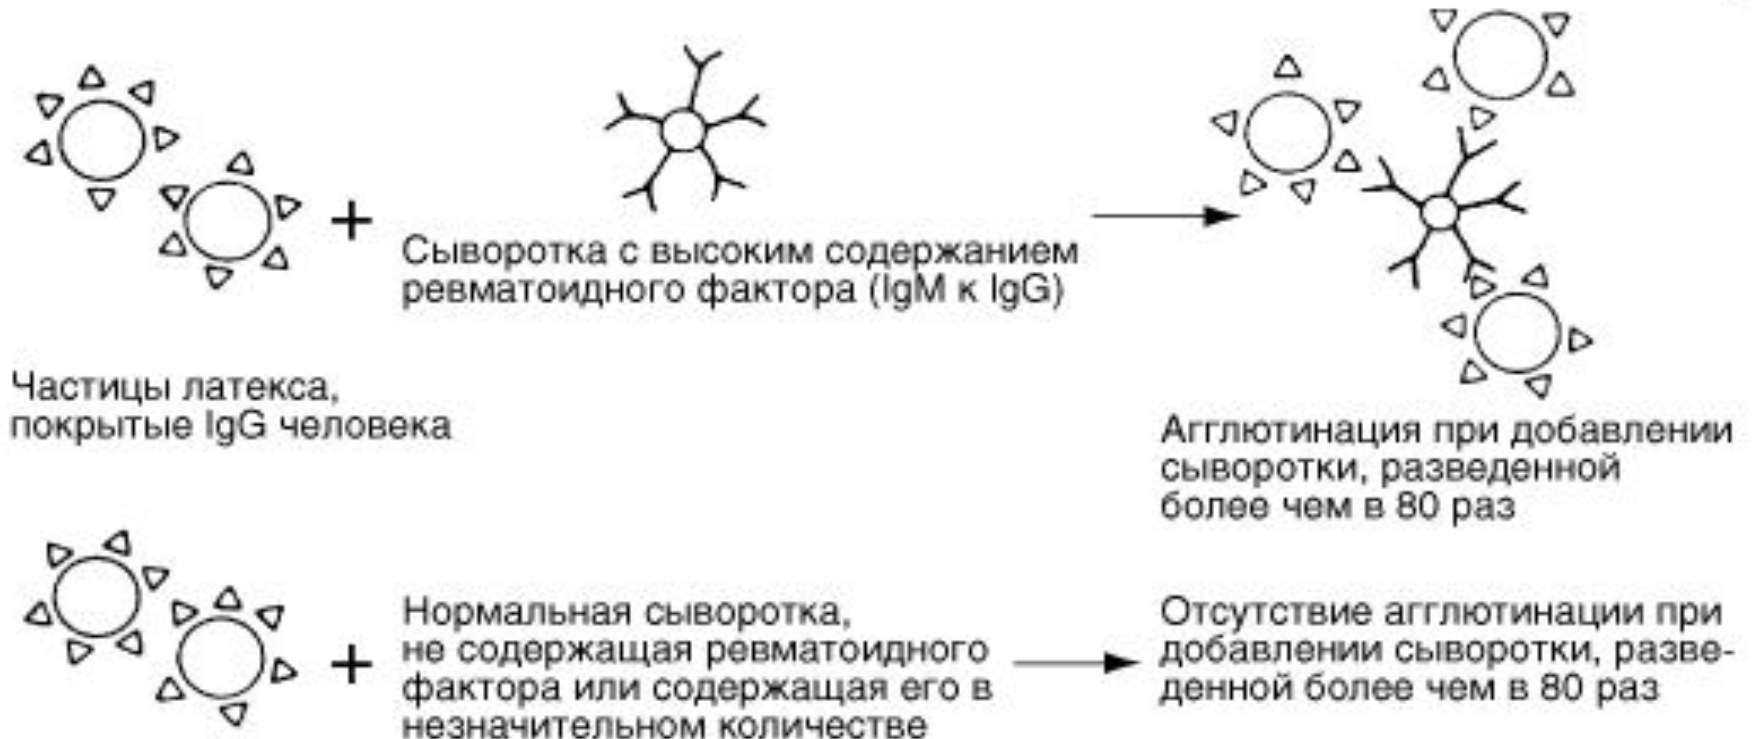 +
Сыворотка с высоким содержанием
ревматоидного фактора (IgM к IgG)
Частицы латекса,
покрытые IgG человека
Агглютинация при добавлении
сыворотки, разведенной
более чем в 80 раз
+
Нормальная сыворотка,
не содержащая ревматоидного
фактора или содержащая его в
незначительном количестве
Отсутствие агглютинации при
добавлении сыворотки, разве-
денной более чем в 80 раз